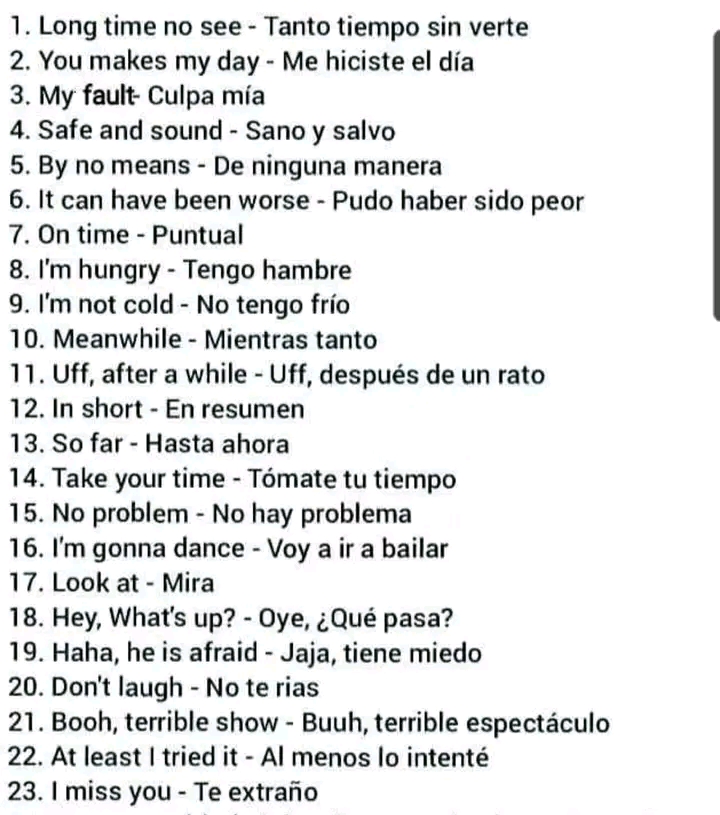 1. Long time no see - Tanto tiempo sin verte
2. You makes my day - Me hiciste el día
3. My fault- Culpa mía
4. Safe and sound - Sano y salvo
5. By no means - De ninguna manera
6. It can have been worse - Pudo haber sido peor
7. On time - Puntual
8. I'm hungry - Tengo hambre
9. I'm not cold - No tengo frío
10. Meanwhile - Mientras tanto
11. Uff, after a while - Uff, después de un rato
12. In short - En resumen
13. So far - Hasta ahora
14. Take your time - Tómate tu tiempo
15. No problem - No hay problema
16. I'm gonna dance - Voy a ir a bailar
17. Look at - Mira
18. Hey, What's up? - Oye, ¿Qué pasa?
19. Haha, he is afraid - Jaja, tiene miedo
20. Don't laugh - No te rias
21. Booh, terrible show - Buuh, terrible espectáculo
22. At least I tried it - Al menos lo intenté
23. I miss you - Te extraño